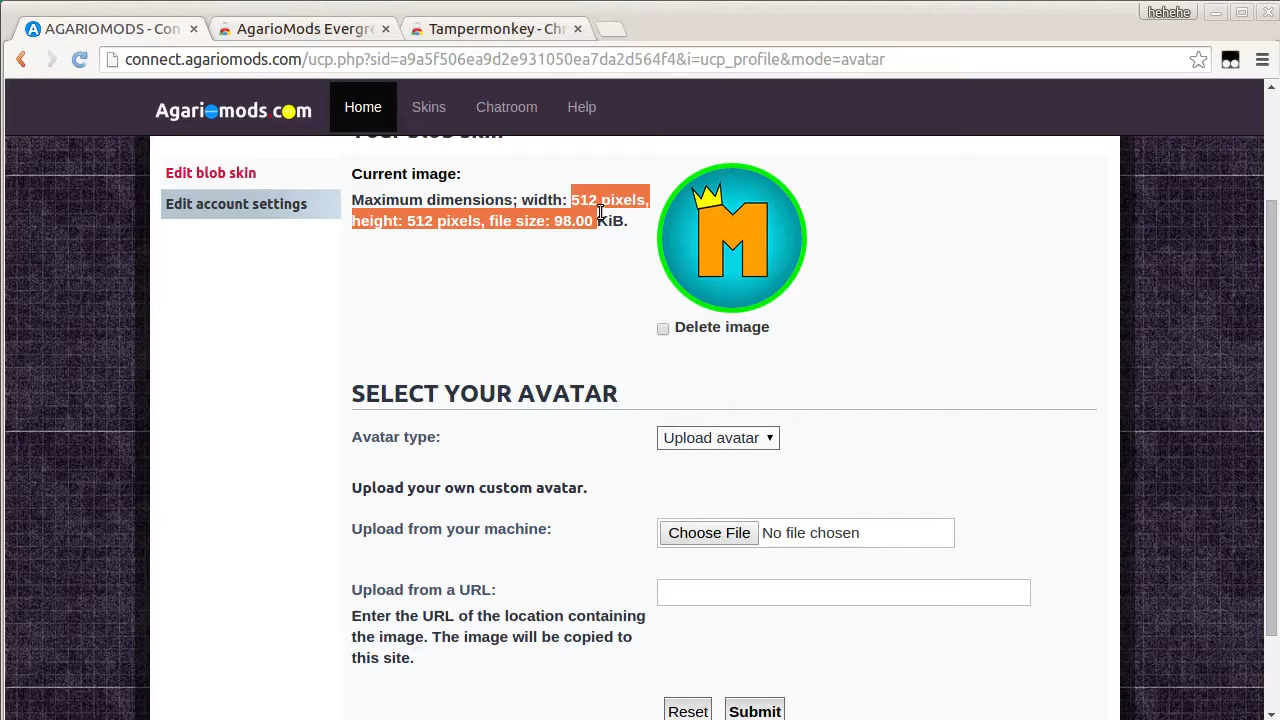 hehehe
AGARIOMODS - Con
AgarioMods Evergre
Tampermonkey - Chr
connect.agariomods.com/ucp.php?sid=a9a5f506ea9d2e931050ea7da2d564f4&i=ucp_profile&mode=avatar
Agariomods.com
Home
Skins
Chatroom
Help
Your blob skin
Edit blob skin
Edit account settings
Current image:
Maximum dimensions; width: 512 pixels,
height: 512 pixels, file size: 98.00 KiB.
M
Delete image
SELECT YOUR AVATAR
Avatar type:
Upload avatar
Upload your own custom avatar.
Upload from your machine:
Choose File No file chosen
Upload from a URL:
Enter the URL of the location containing
the image. The image will be copied to
this site.
Reset
Submit